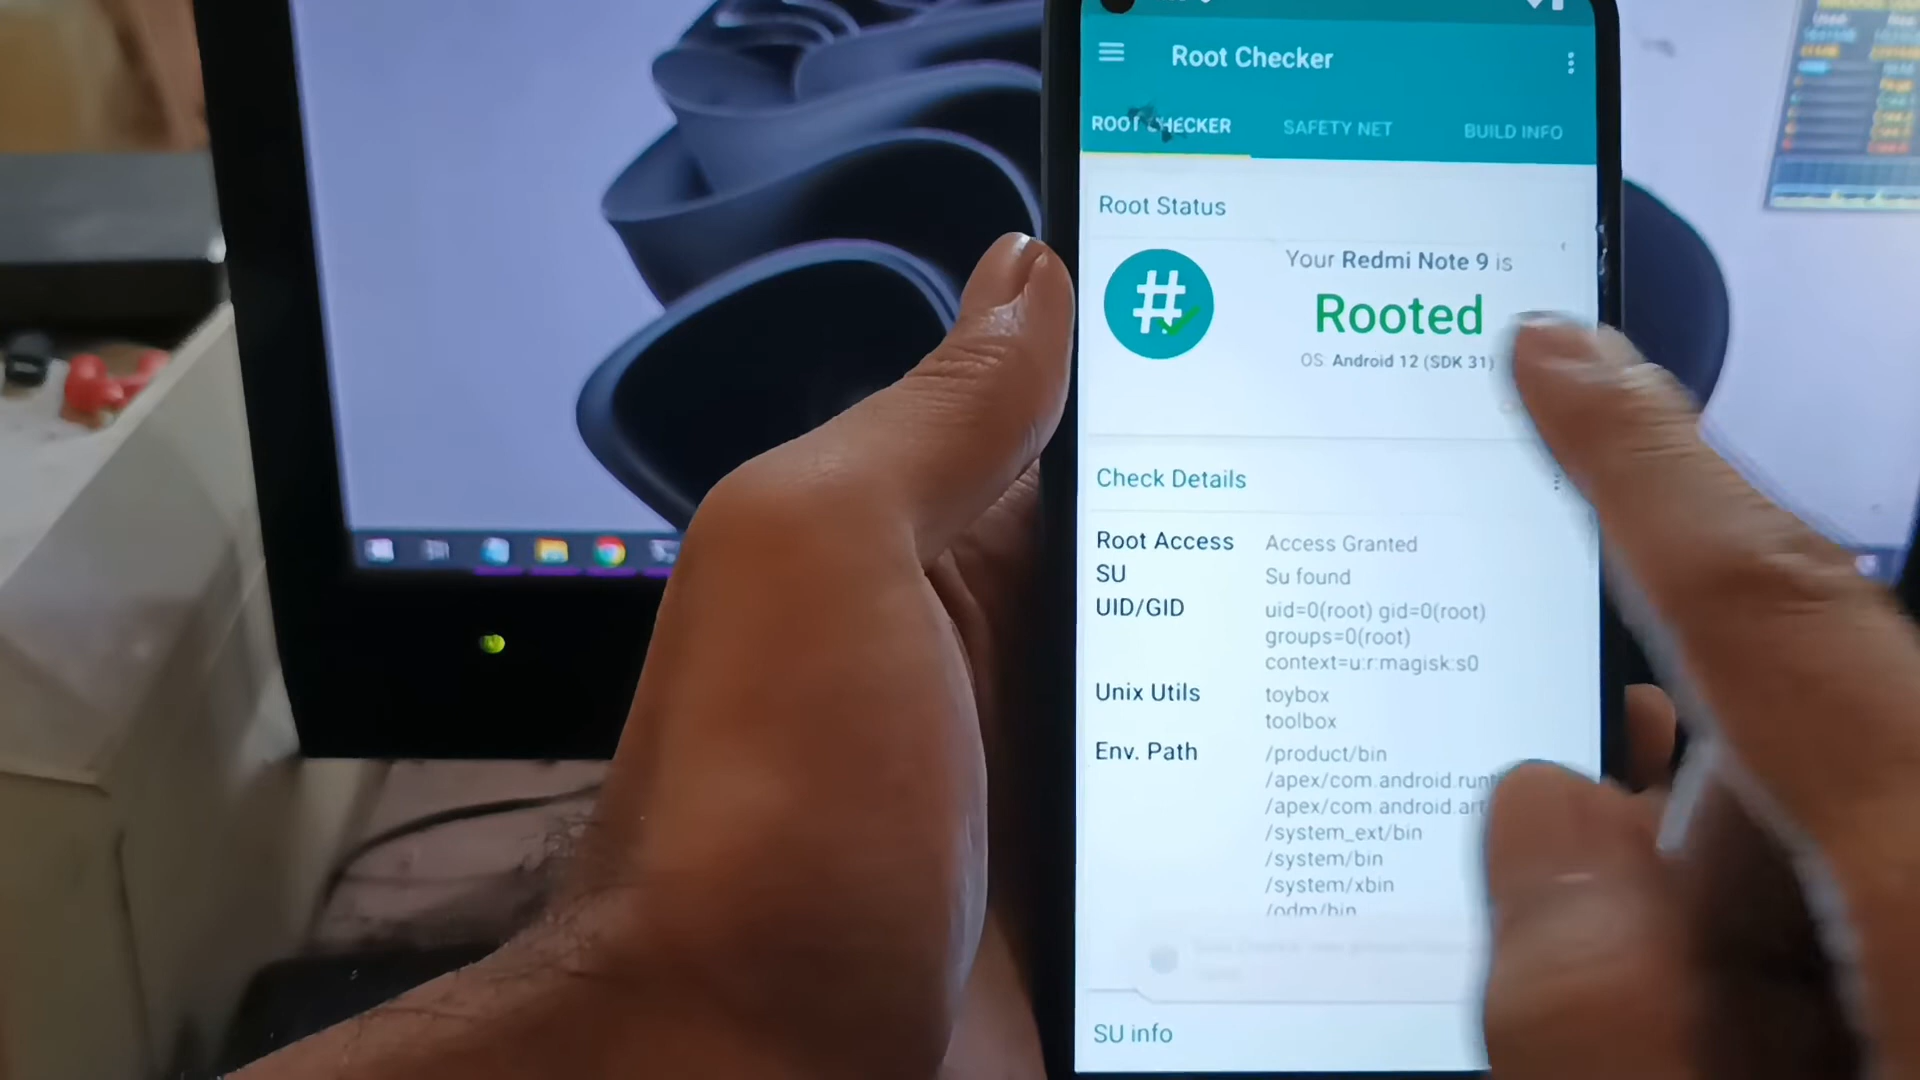 Root Checker
ROOT CHECKER
SAFETY NET
BUILD INFO
Root Status
Your Redmi Note 9 is
Rooted
OS: Android 12 (SDK 31)
Check Details
Root Access Access Granted
SU Su found
UID/GID uid=0(root) gid=0(root)
groups=0(root)
context=u:r:magisk:s0
Unix Utils toybox
toolbox
Env. Path /product/bin
/apex/com.android.runt
/apex/com.android.art
/system_ext/bin
/system/bin
/system/xbin
/odm/bin
SU info